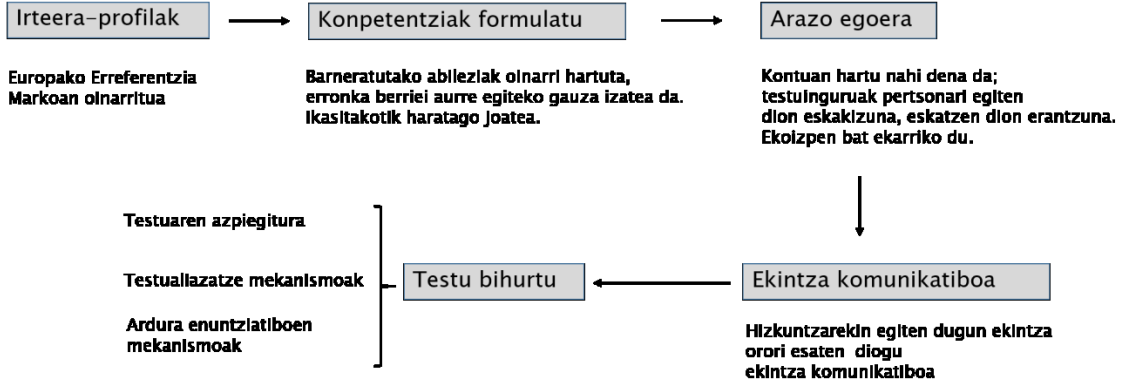 Irteera-profilak
Konpetentziak formulatu
Arazo egoera
Europako Erreferentzia
Markoan oinarritua
Barneratutako abileziak oinarri hartuta,
erronka berriei aurre egiteko gauza izatea da.
Ikasitakotik haratago joatea.
Kontuan hartu nahi dena da;
testuinguruak pertsonari egiten
dion eskakizuna, eskatzen dion erantzuna.
Ekoizpen bat ekarriko du.
Testuaren azpiegitura
Testualiazatze mekanismoak
Ardura enuntziatiboen
mekanismoak
Testu bihurtu
Ekintza komunikatiboa
Hizkuntzarekin egiten dugun ekintza
orori esaten diogu
ekintza komunikatiboa